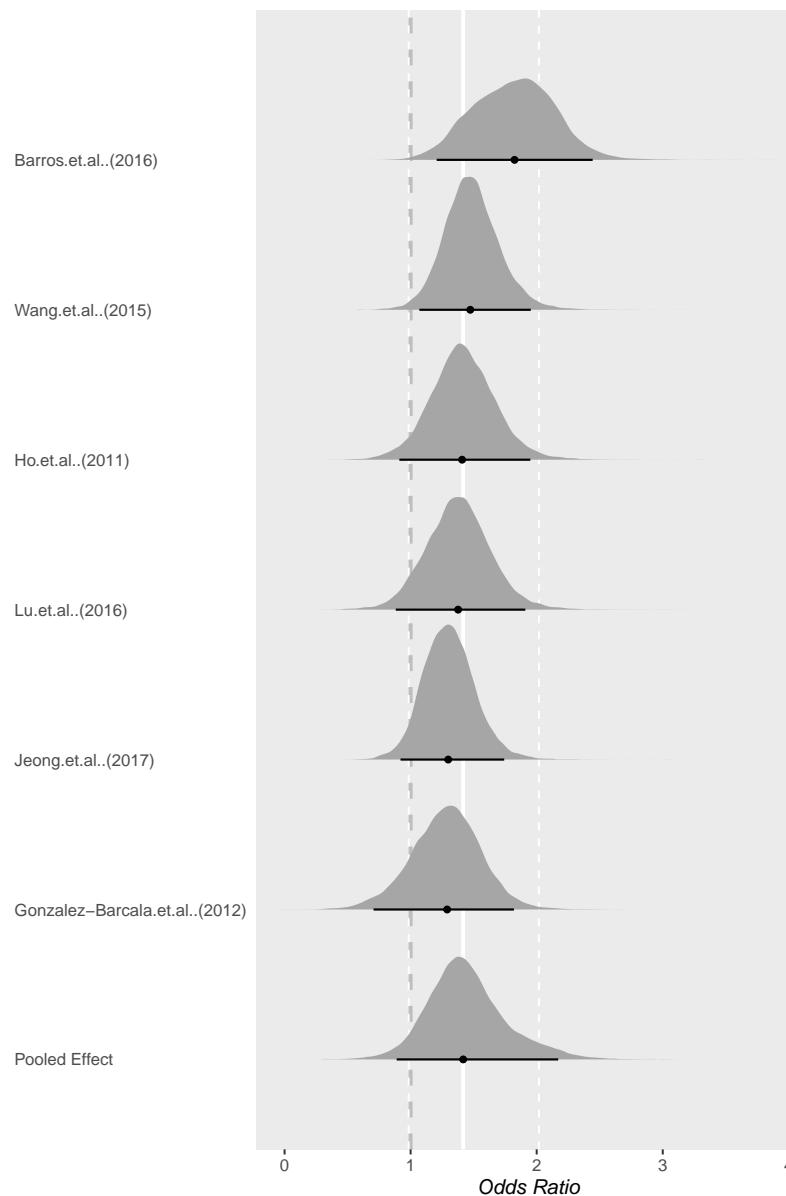 Barros.et.al..(2016)
Wang.et.al..(2015)
Ho.et.al..(2011)
Lu.et.al..(2016)
Jeong.et.al..(2017)
Gonzalez−Barcala.et.al..(2012)
Pooled Effect
0 1 2 3 4
Odds Ratio